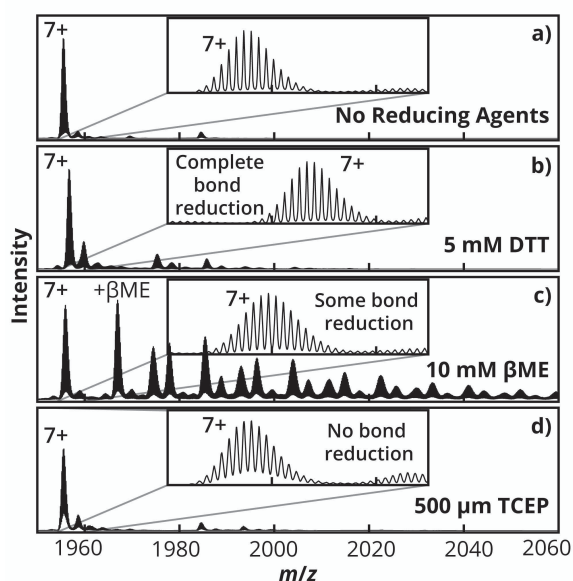 7+
7+
a)
No Reducing Agents
7+
Complete
bond
reduction
7+
b)
5 mM DTT
7+
+βME
7+
Some bond
reduction
c)
10 mM βME
7+
7+
No bond
reduction
d)
500 µm TCEP
Intensity
1960 1980 2000 2020 2040 2060
m/z